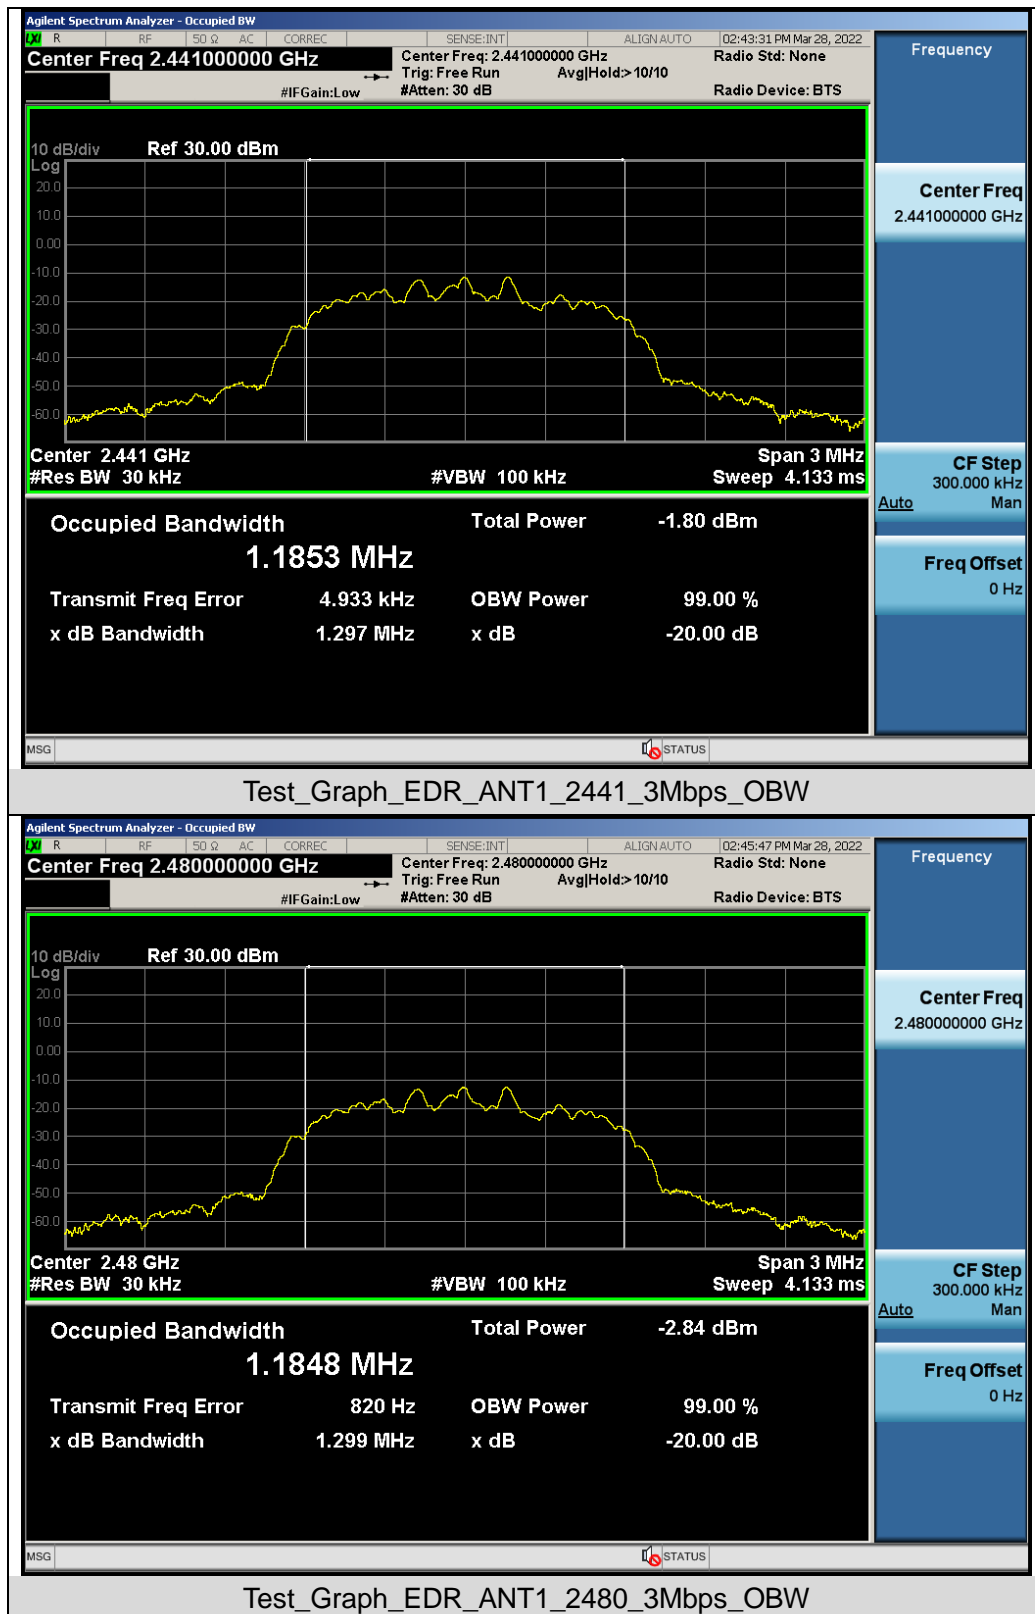 Agilent Spectrum Analyzer - Occupied BW
LXI R RF 50 Ω AC CORREC SENSE:INT ALIGN AUTO 02:43:31 PM Mar 28, 2022
Center Freq 2.441000000 GHz
Center Freq: 2.441000000 GHz Radio Std: None
Trig: Free Run Avg|Hold:> 10/10
#IFGain:Low #Atten: 30 dB Radio Device: BTS
Frequency
10 dB/div Ref 30.00 dBm
Log
20.0
10.0
0.00
-10.0
-20.0
-30.0
-40.0
-50.0
-60.0
Center 2.441 GHz Span 3 MHz
#Res BW 30 kHz #VBW 100 kHz Sweep 4.133 ms
Center Freq
2.441000000 GHz
CF Step
300.000 kHz
Auto Man
Freq Offset
0 Hz
Occupied Bandwidth Total Power -1.80 dBm
1.1853 MHz
Transmit Freq Error 4.933 kHz OBW Power 99.00 %
x dB Bandwidth 1.297 MHz x dB -20.00 dB
MSG STATUS
Test_Graph_EDR_ANT1_2441_3Mbps_OBW
Agilent Spectrum Analyzer - Occupied BW
LXI R RF 50 Ω AC CORREC SENSE:INT ALIGN AUTO 02:45:47 PM Mar 28, 2022
Center Freq 2.480000000 GHz
Center Freq: 2.480000000 GHz Radio Std: None
Trig: Free Run Avg|Hold:> 10/10
#IFGain:Low #Atten: 30 dB Radio Device: BTS
Frequency
10 dB/div Ref 30.00 dBm
Log
20.0
10.0
0.00
-10.0
-20.0
-30.0
-40.0
-50.0
-60.0
Center 2.48 GHz Span 3 MHz
#Res BW 30 kHz #VBW 100 kHz Sweep 4.133 ms
Center Freq
2.480000000 GHz
CF Step
300.000 kHz
Auto Man
Freq Offset
0 Hz
Occupied Bandwidth Total Power -2.84 dBm
1.1848 MHz
Transmit Freq Error 820 Hz OBW Power 99.00 %
x dB Bandwidth 1.299 MHz x dB -20.00 dB
MSG STATUS
Test_Graph_EDR_ANT1_2480_3Mbps_OBW